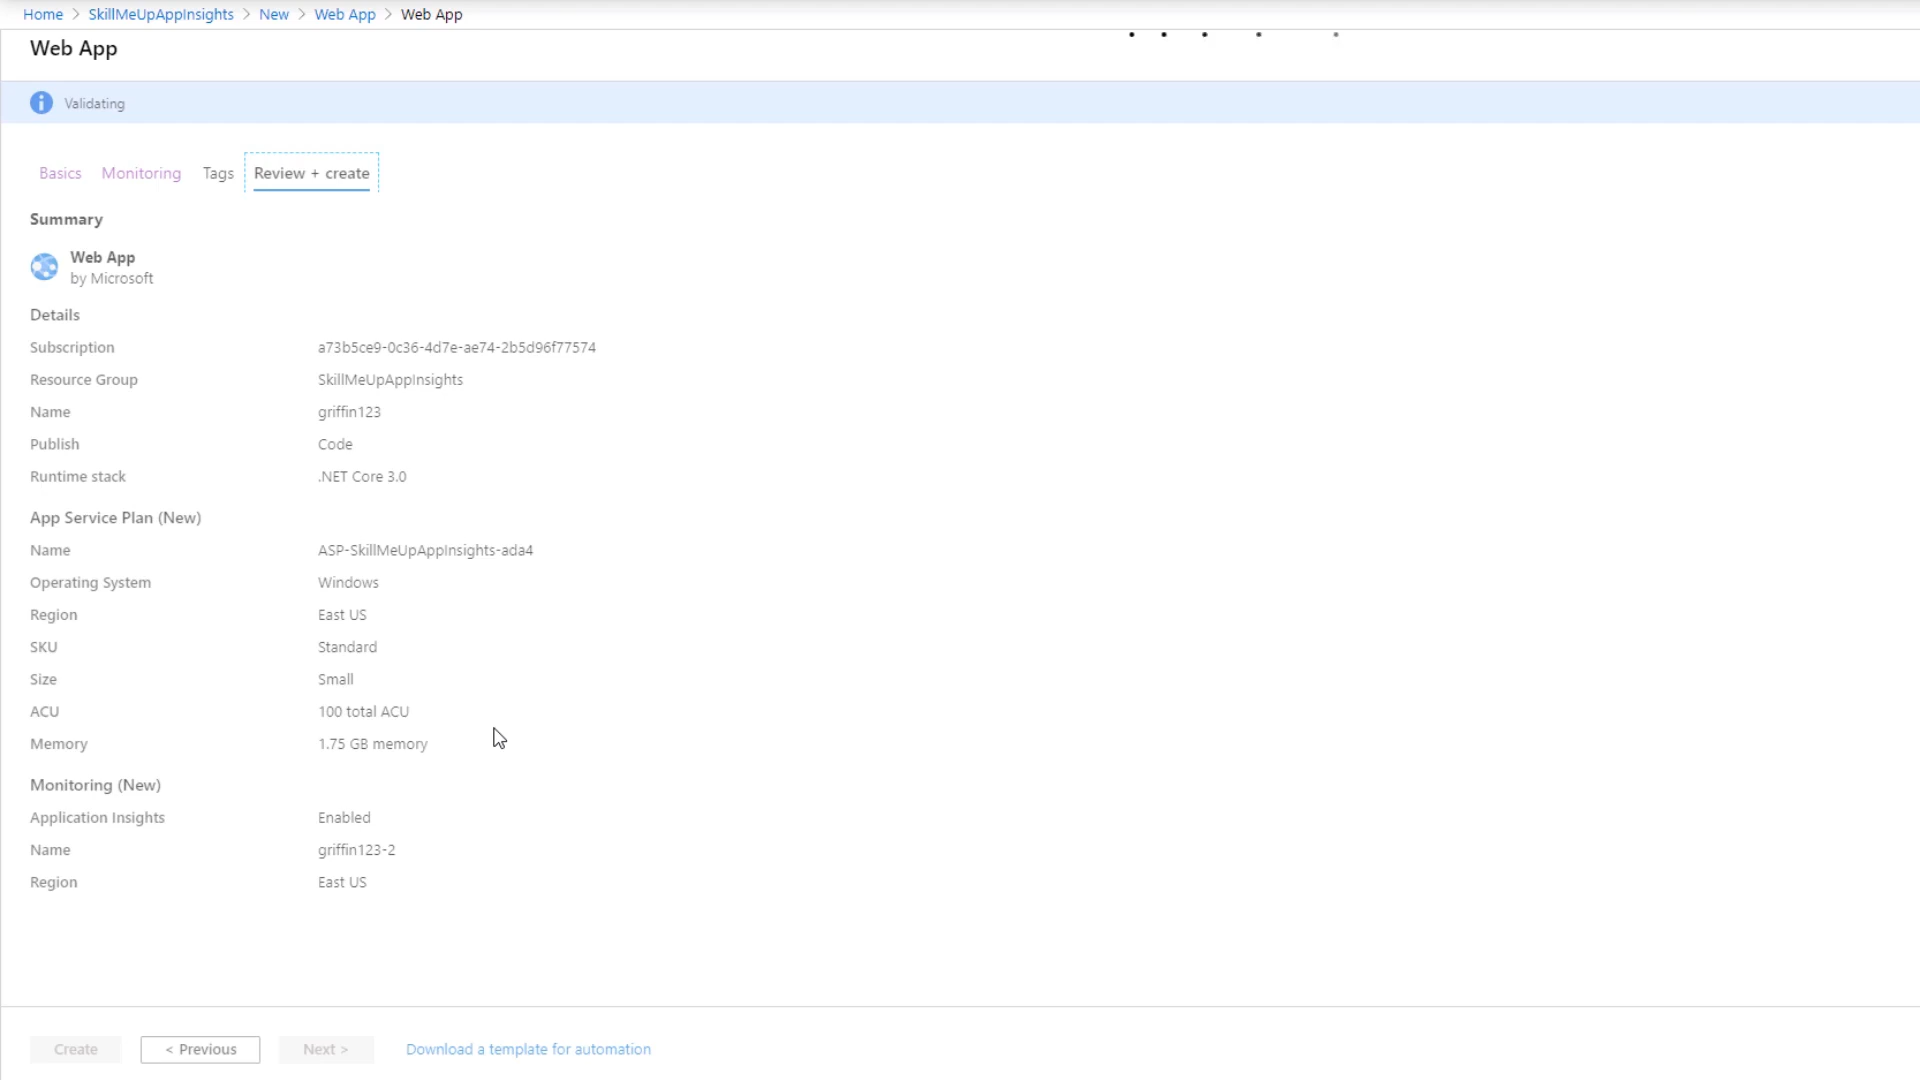 Home > SkillMeUpAppInsights > New > Web App > Web App
Web App
Validating
Basics Monitoring Tags Review + create
Summary
Web App
by Microsoft
Details
Subscription a73b5ce9-0c36-4d7e-ae74-2b5d96f77574
Resource Group SkillMeUpAppInsights
Name griffin123
Publish Code
Runtime stack .NET Core 3.0
App Service Plan (New)
Name ASP-SkillMeUpAppInsights-ada4
Operating System Windows
Region East US
SKU Standard
Size Small
ACU 100 total ACU
Memory 1.75 GB memory
Monitoring (New)
Application Insights Enabled
Name griffin123-2
Region East US
Create < Previous Next > Download a template for automation